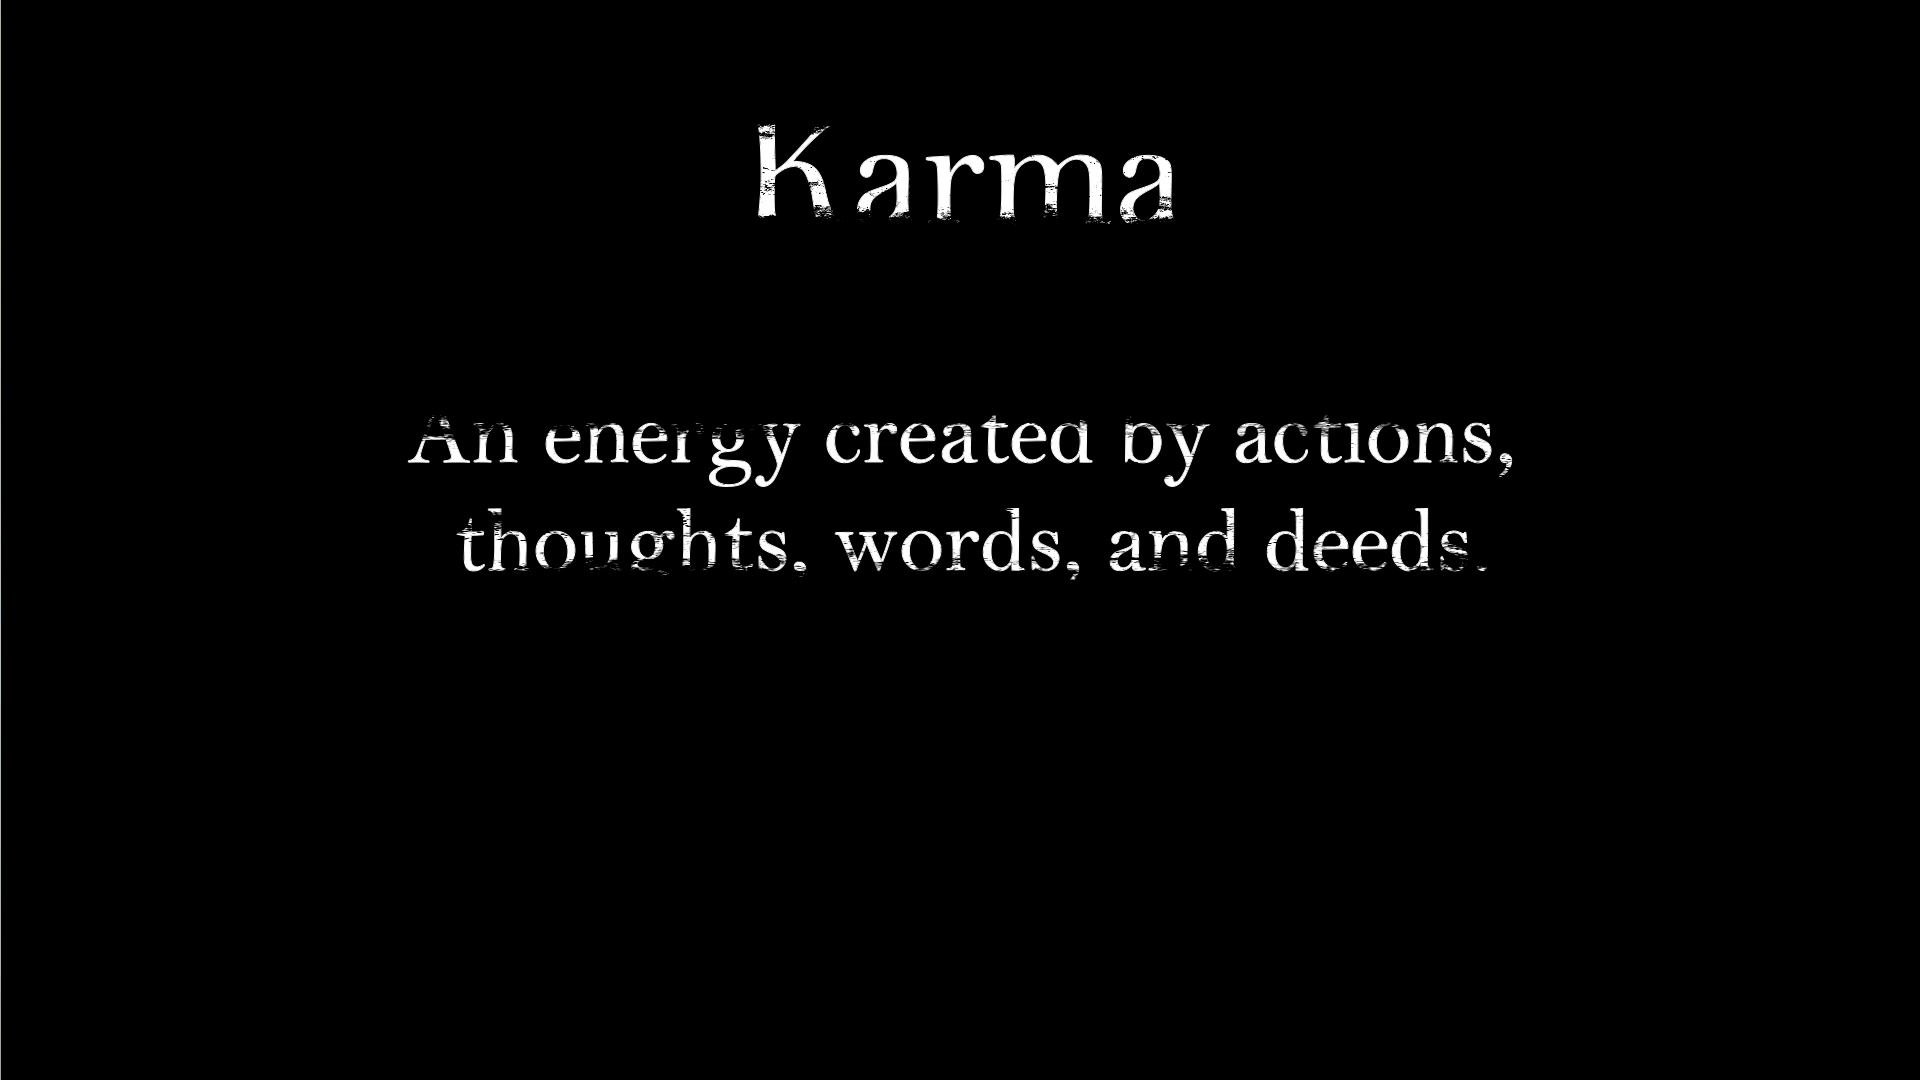 Karma
An energy created by actions,
thoughts, words, and deeds.